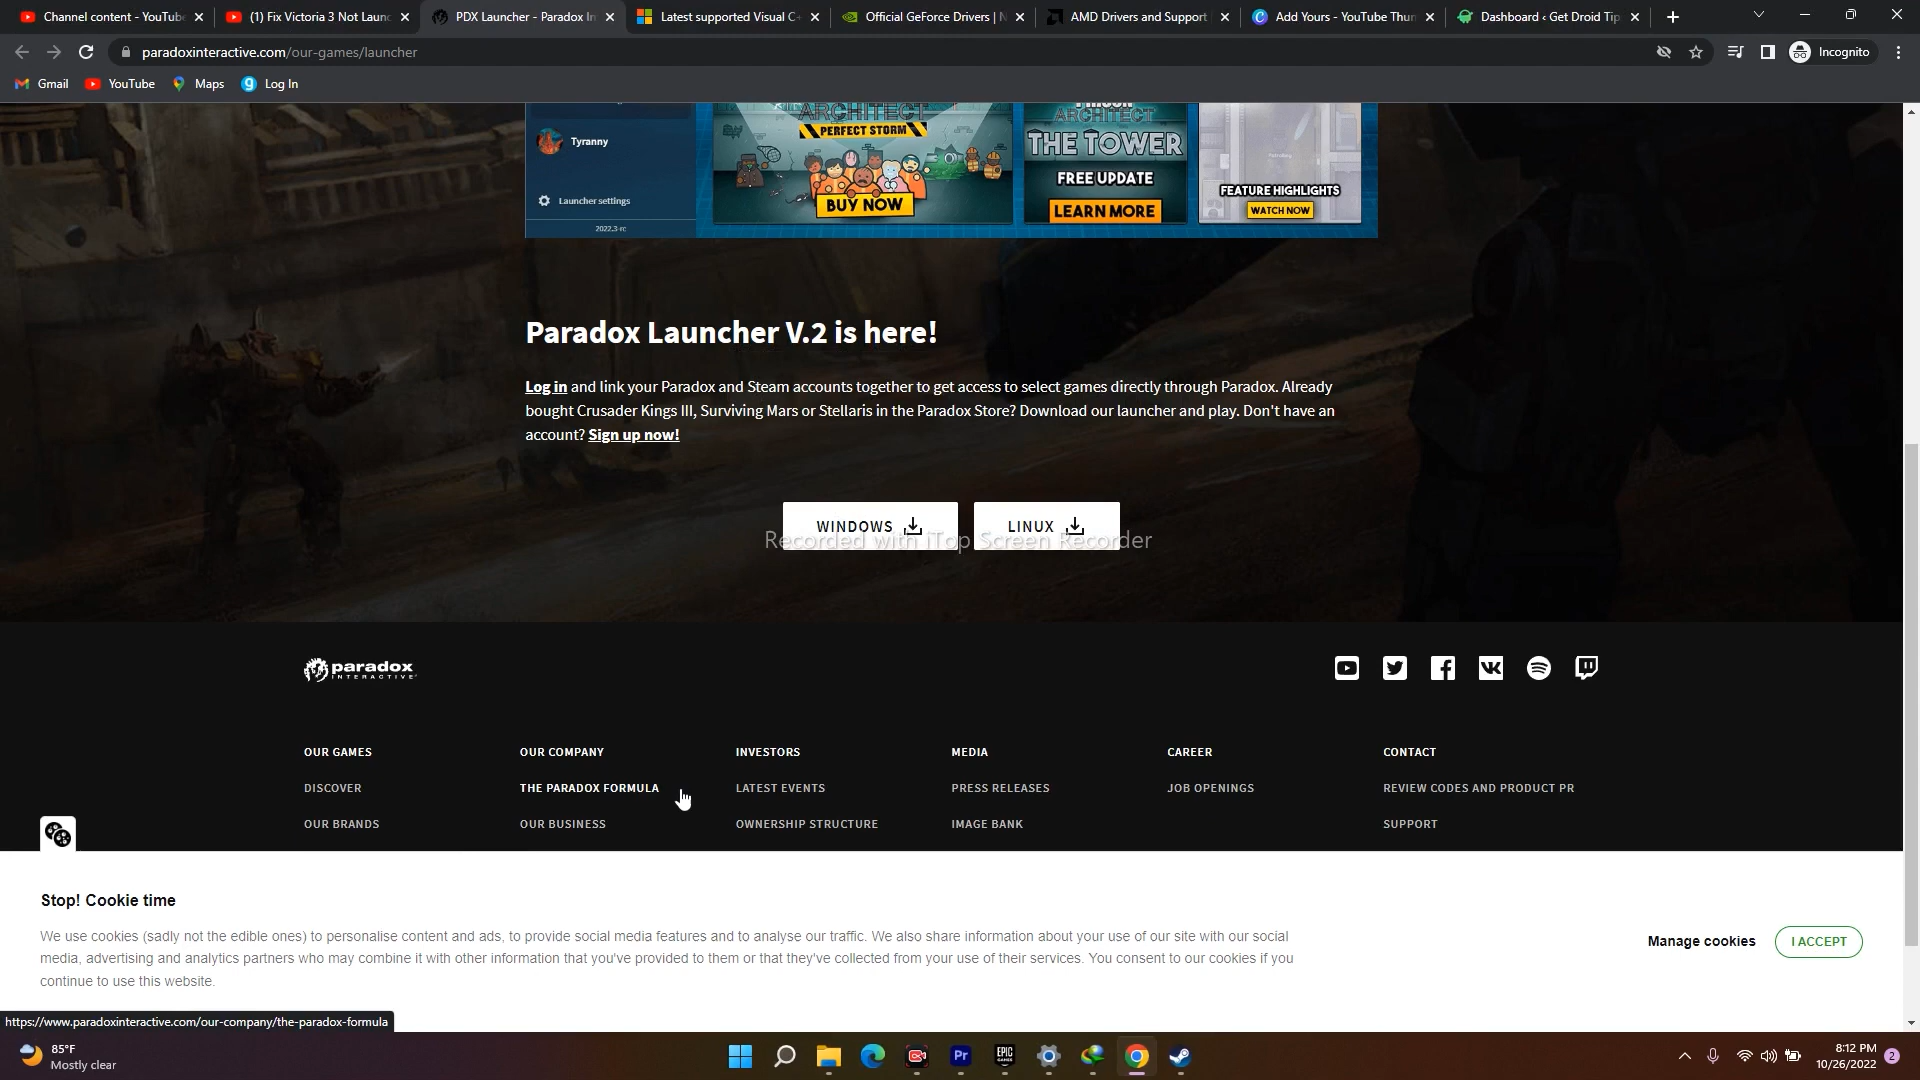 Channel content - YouTube
(1) Fix Victoria 3 Not Launc
PDX Launcher - Paradox In
Latest supported Visual C+
Official GeForce Drivers | N
AMD Drivers and Support
Add Yours - YouTube Thum
Dashboard ‹ Get Droid Tip
paradoxinteractive.com/our-games/launcher
Incognito
Gmail
YouTube
Maps
Log In
ARCHITECT
PERFECT STORM
BUY NOW
ARCHITECT
THE TOWER
FREE UPDATE
LEARN MORE
FEATURE HIGHLIGHTS
WATCH NOW
Tyranny
Launcher settings
2022.3-rc
Paradox Launcher V.2 is here!
Log in and link your Paradox and Steam accounts together to get access to select games directly through Paradox. Already
bought Crusader Kings III, Surviving Mars or Stellaris in the Paradox Store? Download our launcher and play. Don't have an
account? Sign up now!
WINDOWS
LINUX
Recorded with iTop Screen Recorder
paradox
INTERACTIVE
OUR GAMES
OUR COMPANY
INVESTORS
MEDIA
CAREER
CONTACT
DISCOVER
THE PARADOX FORMULA
LATEST EVENTS
PRESS RELEASES
JOB OPENINGS
REVIEW CODES AND PRODUCT PR
OUR BRANDS
OUR BUSINESS
OWNERSHIP STRUCTURE
IMAGE BANK
SUPPORT
Stop! Cookie time
We use cookies (sadly not the edible ones) to personalise content and ads, to provide social media features and to analyse our traffic. We also share information about your use of our site with our social
media, advertising and analytics partners who may combine it with other information that you've provided to them or that they've collected from your use of their services. You consent to our cookies if you
continue to use this website.
Manage cookies
I ACCEPT
https://www.paradoxinteractive.com/our-company/the-paradox-formula
85°F
Mostly clear
Pr
EPIC
GAMES
8:12 PM
10/26/2022
2